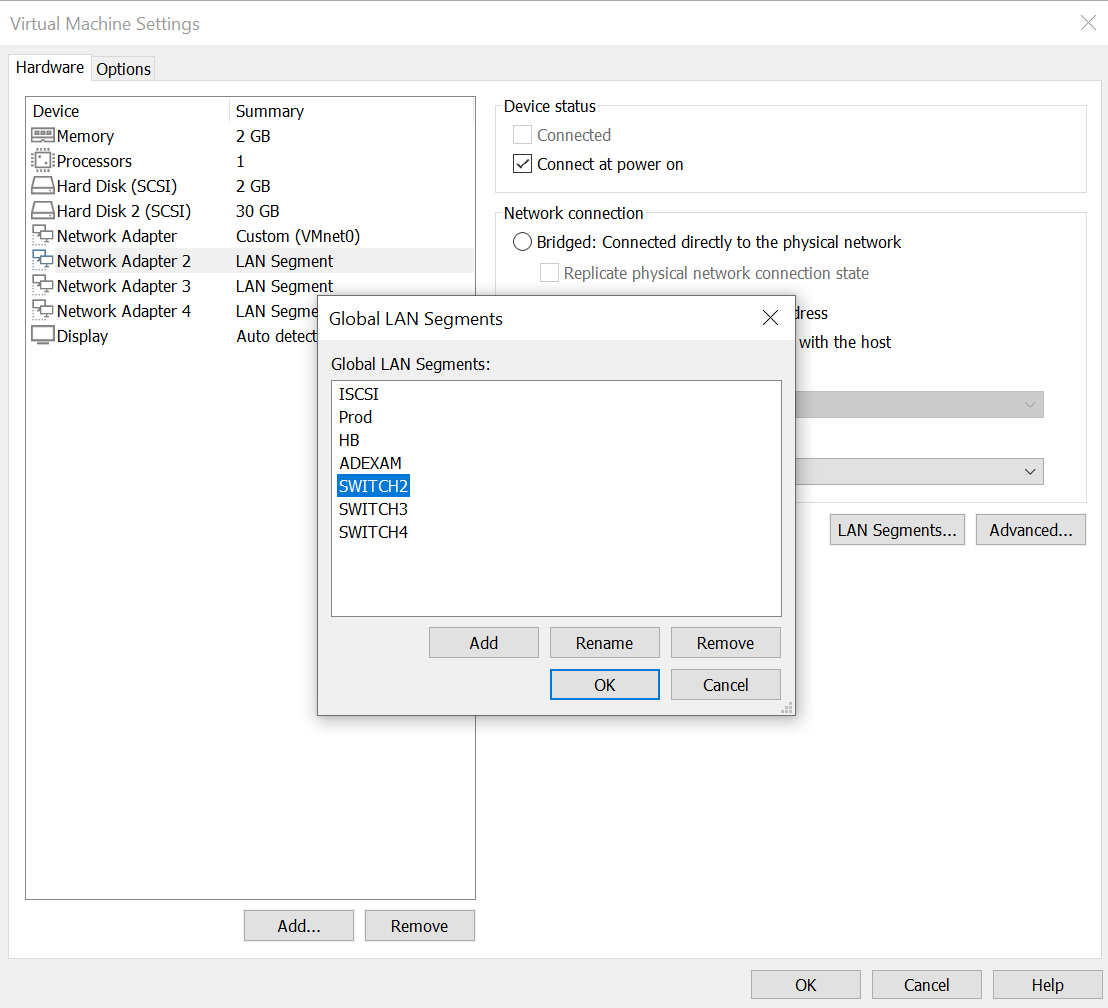 Virtual Machine Settings
Hardware
Options
Device Summary
Memory 2 GB
Processors 1
Hard Disk (SCSI) 2 GB
Hard Disk 2 (SCSI) 30 GB
Network Adapter Custom (VMnet0)
Network Adapter 2 LAN Segment
Network Adapter 3 LAN Segment
Network Adapter 4 LAN Segme
Display Auto detect
Add...
Remove
Device status
Connected
Connect at power on
Network connection
Bridged: Connected directly to the physical network
Replicate physical network connection state
dress
with the host
LAN Segments...
Advanced...
Global LAN Segments
Global LAN Segments:
ISCSI
Prod
HB
ADEXAM
SWITCH2
SWITCH3
SWITCH4
Add
Rename
Remove
OK
Cancel
OK
Cancel
Help